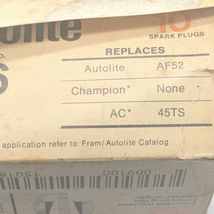 olite
10
SPARK PLUGS
O.
S
REPLACES
Autolite AF52
Champion* None
AC* 45TS
application refer to Fram/Autolite Catalog.